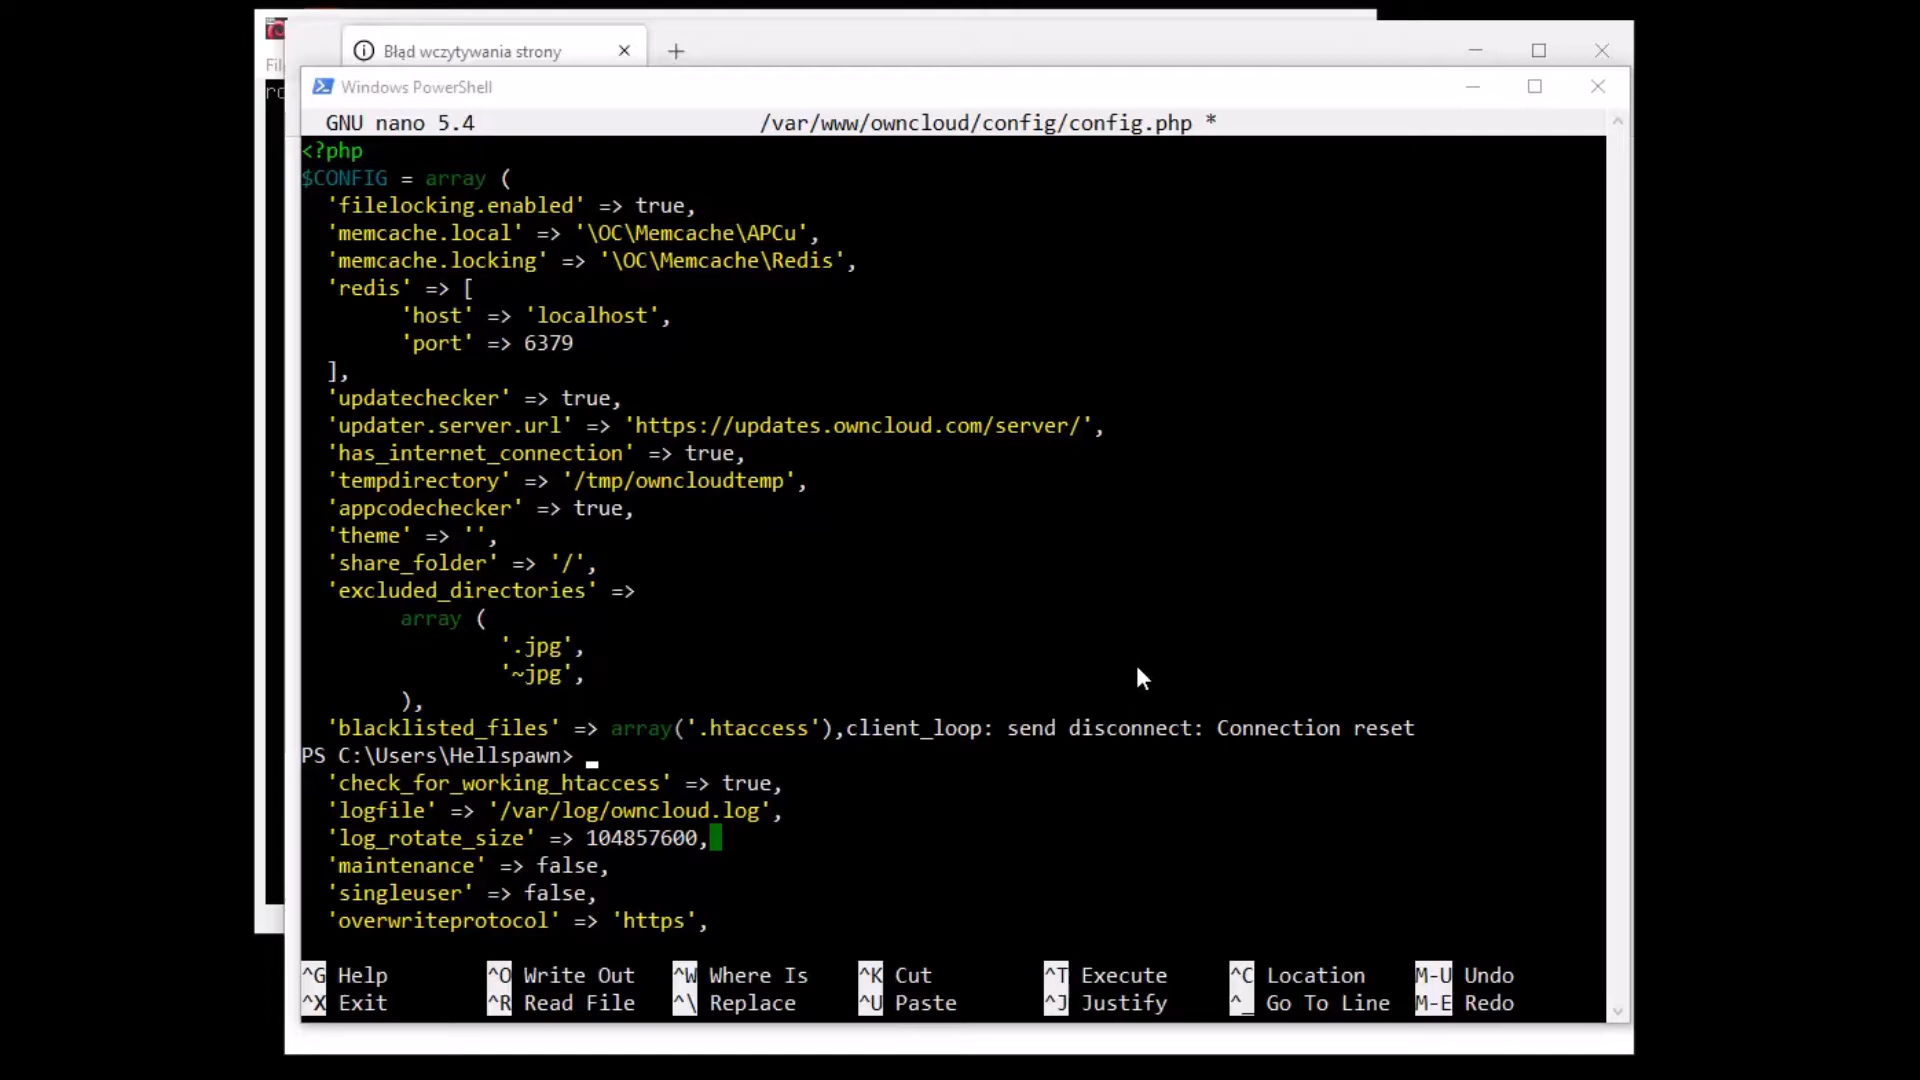 Błąd wczytywania strony
Fil
Windows PowerShell
GNU nano 5.4 /var/www/owncloud/config/config.php *
<?php
$CONFIG = array (
'filelocking.enabled' => true,
'memcache.local' => '\OC\Memcache\APCu',
'memcache.locking' => '\OC\Memcache\Redis',
'redis' => [
'host' => 'localhost',
'port' => 6379
],
'updatechecker' => true,
'updater.server.url' => 'https://updates.owncloud.com/server/',
'has_internet_connection' => true,
'tempdirectory' => '/tmp/owncloudtemp',
'appcodechecker' => true,
'theme' => '',
'share_folder' => '/',
'excluded_directories' =>
array (
'.jpg',
'~jpg',
),
'blacklisted_files' => array('.htaccess'),client_loop: send disconnect: Connection reset
PS C:\Users\Hellspawn>
'check_for_working_htaccess' => true,
'logfile' => '/var/log/owncloud.log',
'log_rotate_size' => 104857600,
'maintenance' => false,
'singleuser' => false,
'overwriteprotocol' => 'https',
^G Help ^O Write Out ^W Where Is ^K Cut ^T Execute ^C Location M-U Undo
^X Exit ^R Read File ^\ Replace ^U Paste ^J Justify ^_ Go To Line M-E Redo